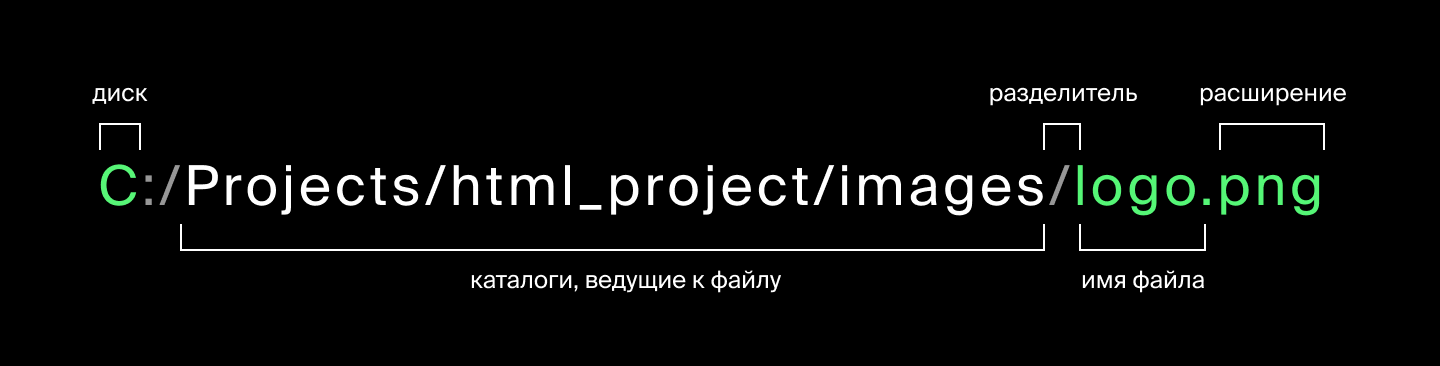 диск разделитель расширение
C:/Projects/html_project/images/logo.png
каталоги, ведущие к файлу имя файла